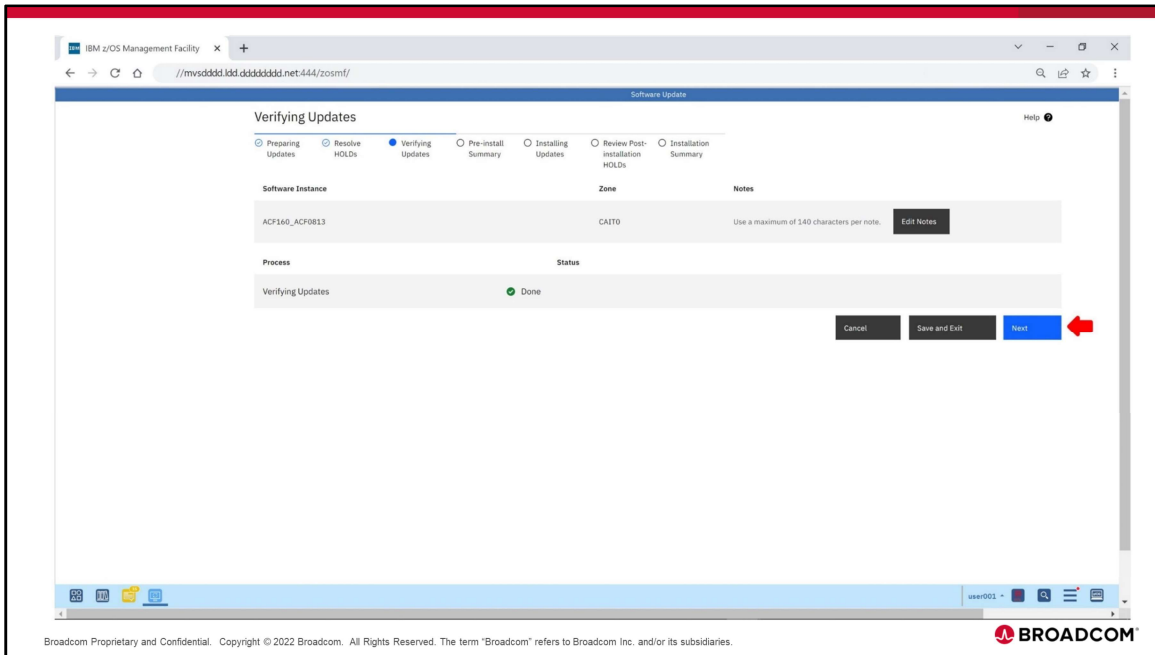 IBM
IBM z/OS Management Facility
//mvsdddd.ldd.dddddddd.net:444/zosmf/
Software Update
Verifying Updates
Help
Preparing Updates
Resolve HOLDs
Verifying Updates
Pre-install Summary
Installing Updates
Review Post-installation HOLDs
Installation Summary
Software Instance Zone Notes
ACF160_ACF0813 CAIT0 Use a maximum of 140 characters per note. Edit Notes
Process Status
Verifying Updates Done
Cancel Save and Exit Next
user001
Broadcom Proprietary and Confidential. Copyright © 2022 Broadcom. All Rights Reserved. The term “Broadcom” refers to Broadcom Inc. and/or its subsidiaries.
BROADCOM®